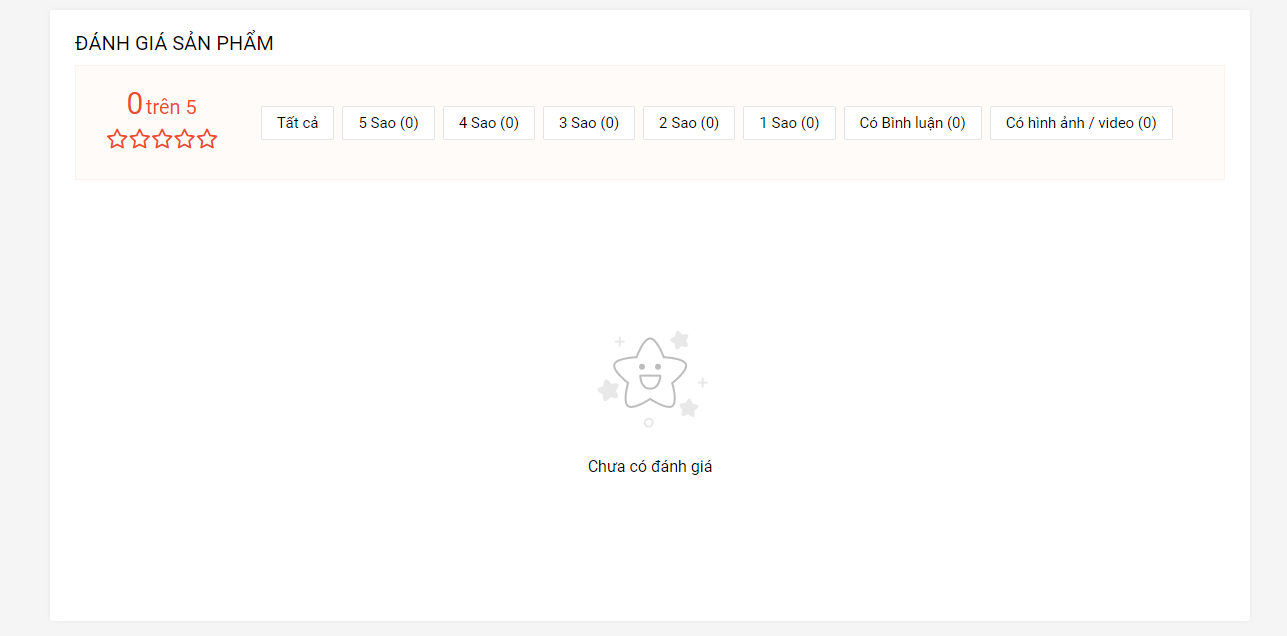 ĐÁNH GIÁ SẢN PHẨM
0 trên 5
Tất cả
5 Sao (0)
4 Sao (0)
3 Sao (0)
2 Sao (0)
1 Sao (0)
Có Bình luận (0)
Có hình ảnh / video (0)
Chưa có đánh giá